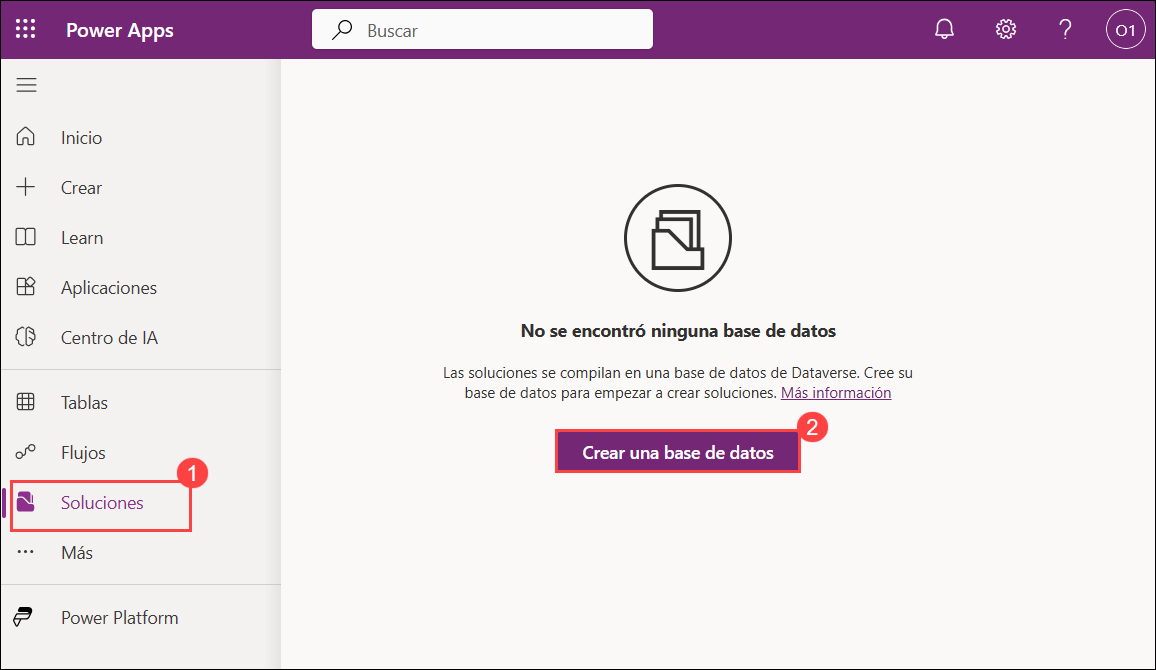 Power Apps
Buscar
O1
Inicio
Crear
Learn
Aplicaciones
Centro de IA
Tablas
Flujos
1
Soluciones
Más
Power Platform
No se encontró ninguna base de datos
Las soluciones se compilan en una base de datos de Dataverse. Cree su
base de datos para empezar a crear soluciones. Más información
2
Crear una base de datos